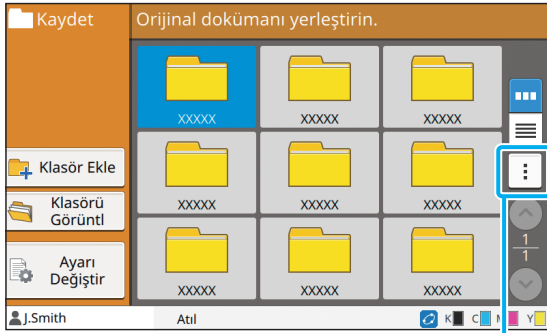 Kaydet
Orijinal dokümanı yerleştirin.
XXXXX
XXXXX
XXXXX
Klasör Ekle
XXXXX
XXXXX
XXXXX
Klasörü
Görüntl
1
1
Ayarı
Değiştir
XXXXX
XXXXX
XXXXX
J.Smith
Atıl
K
C
M
Y